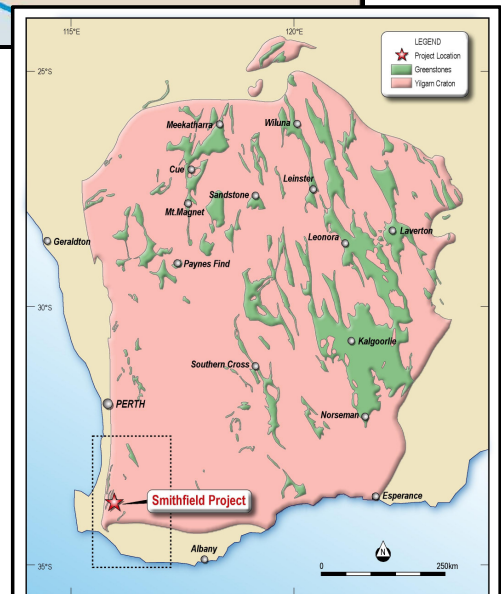 115°E
120°E
25°S
LEGEND
Project Location
Greenstones
Yilgarn Craton
Meekatharra
Wiluna
Cue
Leinster
Sandstone
Mt.Magnet
Laverton
Geraldton
Leonora
Paynes Find
30°S
Kalgoorlie
Southern Cross
PERTH
Norseman
Smithfield Project
Esperance
Albany
N
35°S
0
250km